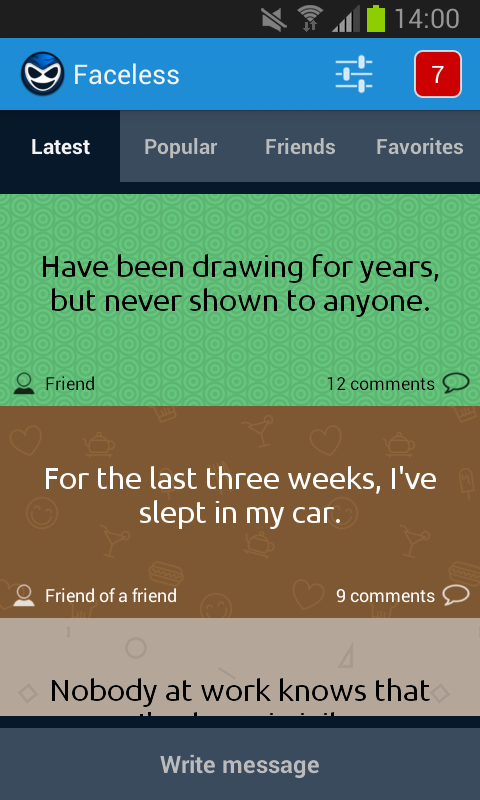 14:00
Faceless
7
Latest Popular Friends Favorites
Have been drawing for years,
but never shown to anyone.
Friend 12 comments
For the last three weeks, I've
slept in my car.
Friend of a friend 9 comments
Nobody at work knows that
Write message